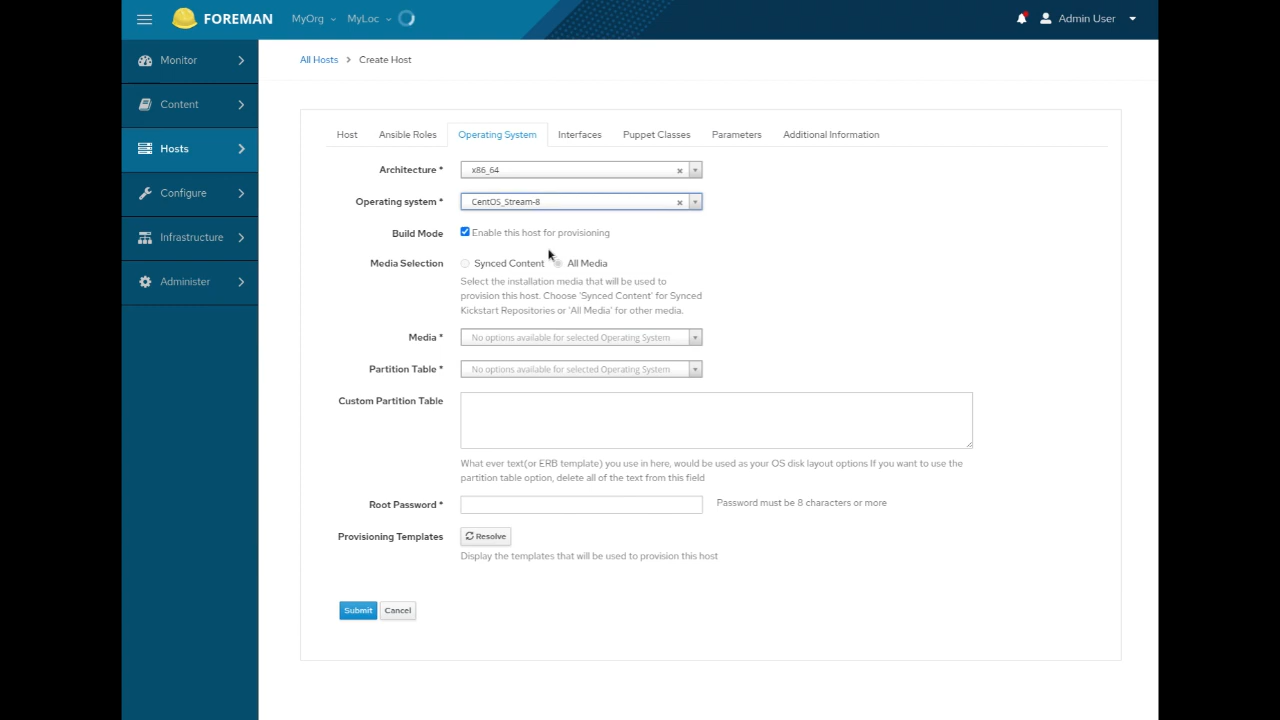 FOREMAN MyOrg MyLoc Admin User
Monitor
Content
Hosts
Configure
Infrastructure
Administer
All Hosts > Create Host
Host Ansible Roles Operating System Interfaces Puppet Classes Parameters Additional Information
Architecture * x86_64
Operating system * CentOS_Stream-8
Build Mode Enable this host for provisioning
Media Selection Synced Content All Media
Select the installation media that will be used to
provision this host. Choose 'Synced Content' for Synced
Kickstart Repositories or 'All Media' for other media.
Media * No options available for selected Operating System
Partition Table * No options available for selected Operating System
Custom Partition Table
What ever text(or ERB template) you use in here, would be used as your OS disk layout options If you want to use the
partition table option, delete all of the text from this field
Root Password * Password must be 8 characters or more
Provisioning Templates Resolve
Display the templates that will be used to provision this host
Submit Cancel